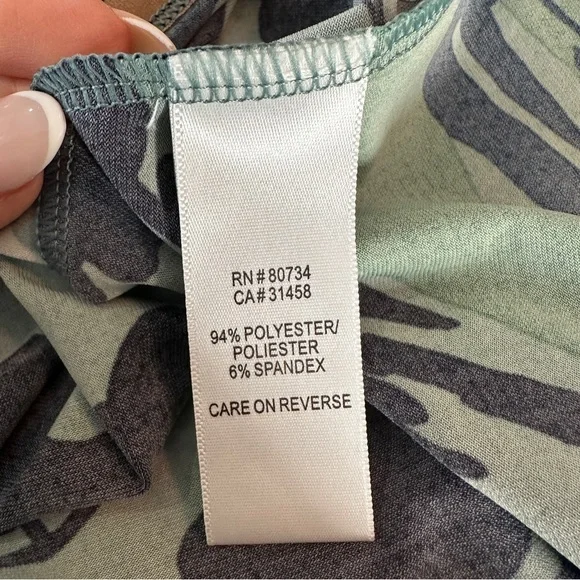 RN# 80734
CA# 31458
94% POLYESTER/
POLIESTER
6% SPANDEX
CARE ON REVERSE